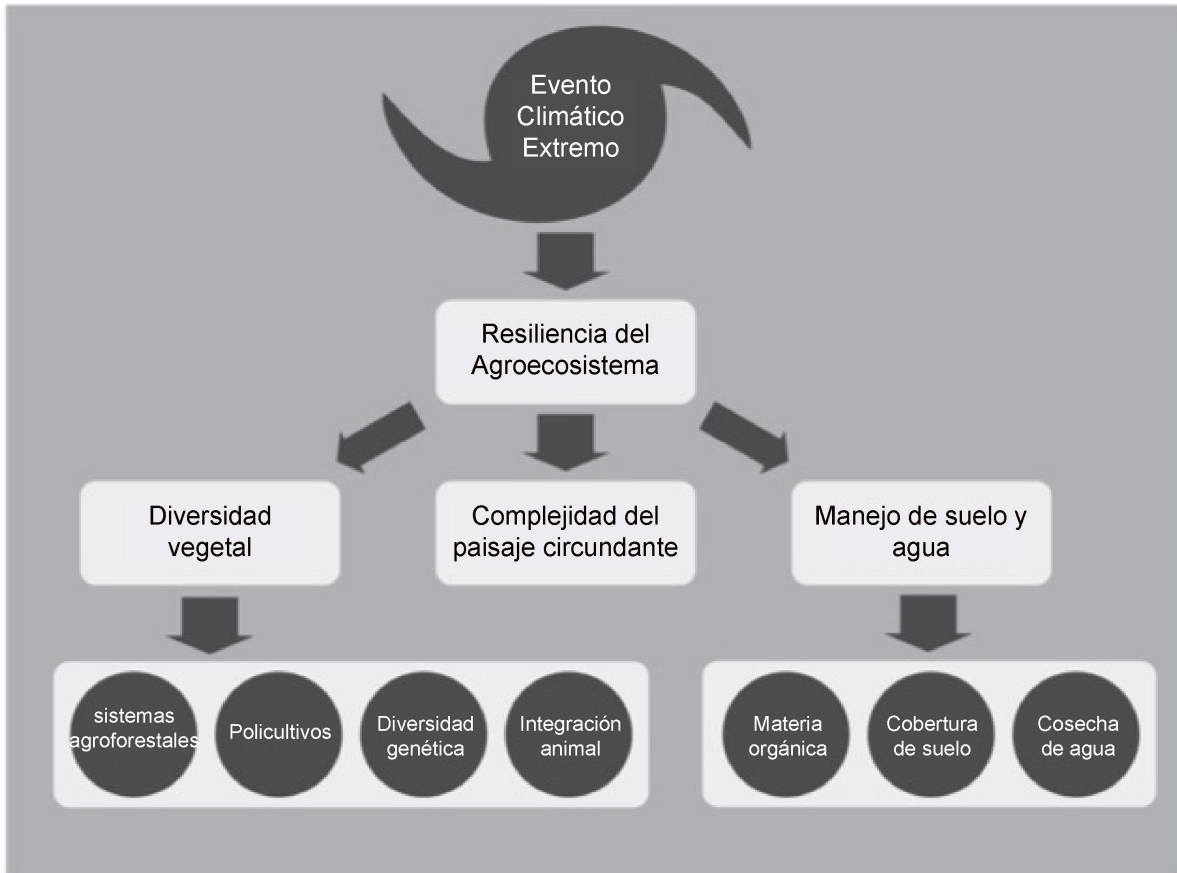 Evento
Climático
Extremo
Resiliencia del
Agroecosistema
Diversidad
vegetal
Complejidad del
paisaje circundante
Manejo de suelo y
agua
sistemas
agroforestales
Policultivos
Diversidad
genética
Integración
animal
Materia
orgánica
Cobertura
de suelo
Cosecha
de agua